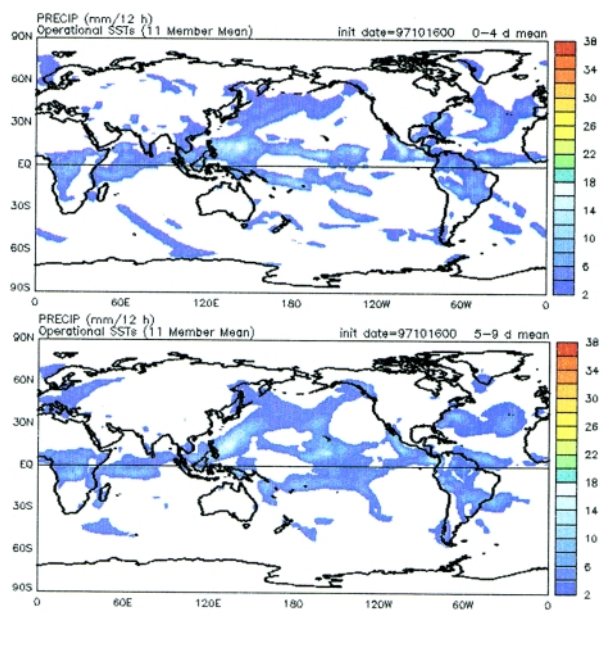 PRECIP (mm/12 h)
Operational SSTs (11 Member Mean) init date=97101600 0-4 d mean
90N
60N
30N
EQ
30S
60S
90S
0 60E 120E 180 120W 60W 0
38
34
30
26
22
18
14
10
6
2
PRECIP (mm/12 h)
Operational SSTs (11 Member Mean) init date=97101600 5-9 d mean
90N
60N
30N
EQ
30S
60S
90S
0 60E 120E 180 120W 60W 0
38
34
30
26
22
18
14
10
6
2